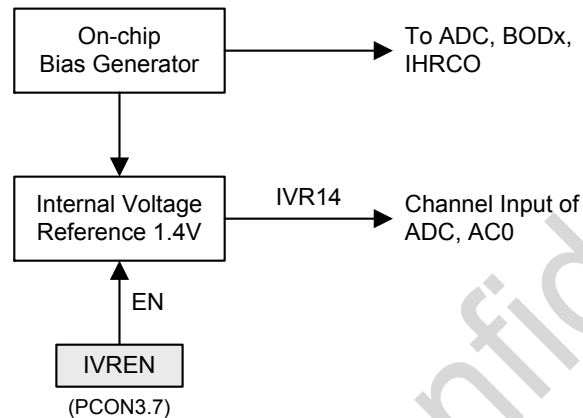 On-chip
Bias Generator
To ADC, BODx,
IHRCO
Internal Voltage
Reference 1.4V
IVR14
Channel Input of
ADC, AC0
EN
IVREN
(PCON3.7)
nfid